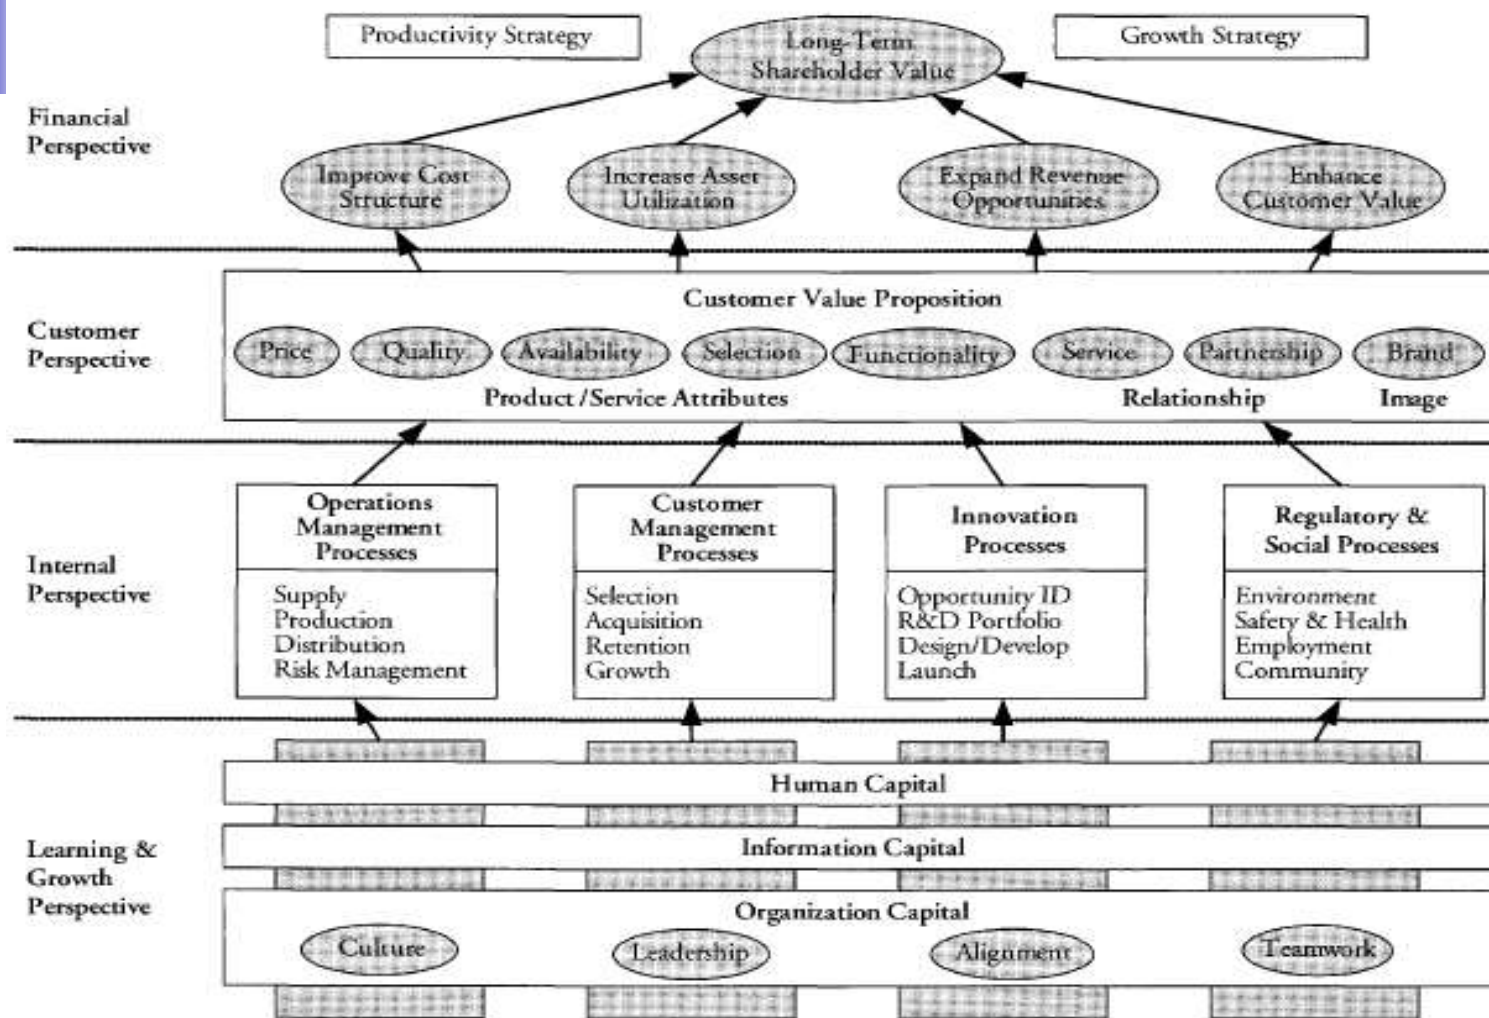 Productivity Strategy
Long-Term
Shareholder Value
Growth Strategy
Financial
Perspective
Improve Cost
Structure
Increase Asset
Utilization
Expand Revenue
Opportunities
Enhance
Customer Value
Customer
Perspective
Customer Value Proposition
Price
Quality
Availability
Selection
Functionality
Service
Partnership
Brand
Product/Service Attributes
Relationship
Image
Internal
Perspective
Operations
Management
Processes
Supply
Production
Distribution
Risk Management
Customer
Management
Processes
Selection
Acquisition
Retention
Growth
Innovation
Processes
Opportunity ID
R&D Portfolio
Design/Develop
Launch
Regulatory &
Social Processes
Environment
Safety & Health
Employment
Community
Learning &
Growth
Perspective
Human Capital
Information Capital
Organization Capital
Culture
Leadership
Alignment
Teamwork